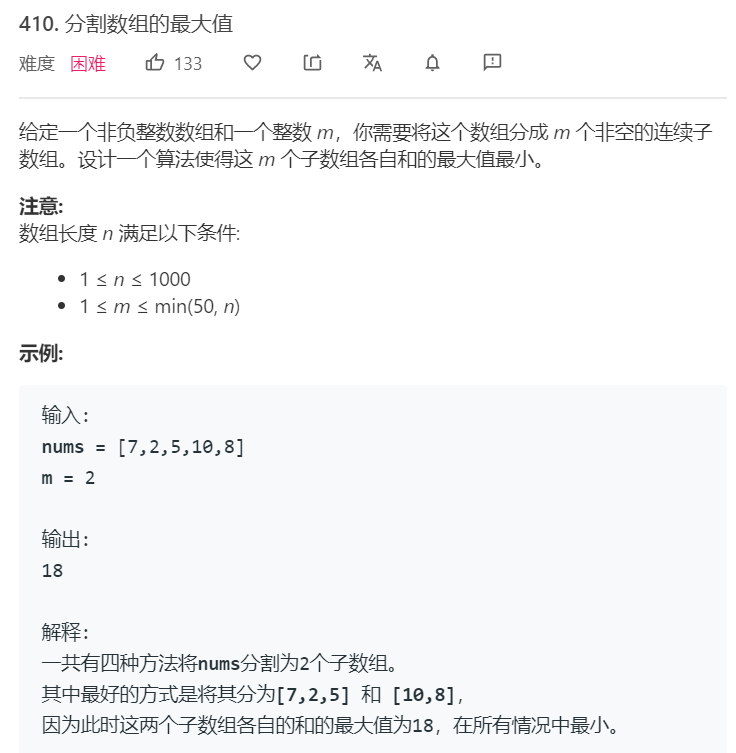 410. 分割数组的最大值
难度 困难 133
给定一个非负整数数组和一个整数 m，你需要将这个数组分成 m 个非空的连续子
数组。设计一个算法使得这 m 个子数组各自和的最大值最小。
注意:
数组长度 n 满足以下条件:
• 1 ≤ n ≤ 1000
• 1 ≤ m ≤ min(50, n)
示例:
输入:
nums = [7,2,5,10,8]
m = 2
输出:
18
解释:
一共有四种方法将nums分割为2个子数组。
其中最好的方式是将其分为[7,2,5] 和 [10,8]，
因为此时这两个子数组各自的和的最大值为18，在所有情况中最小。